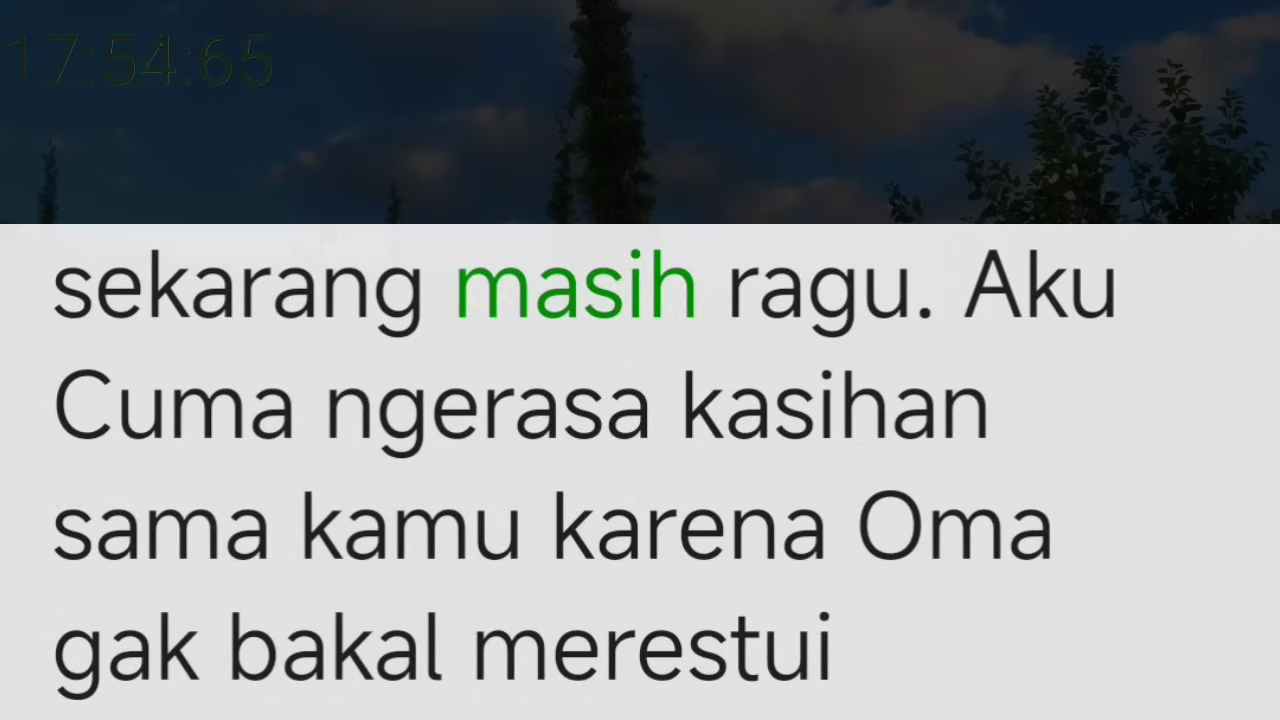 17:54:65
sekarang masih ragu. Aku
Cuma ngerasa kasihan
sama kamu karena Oma
gak bakal merestui